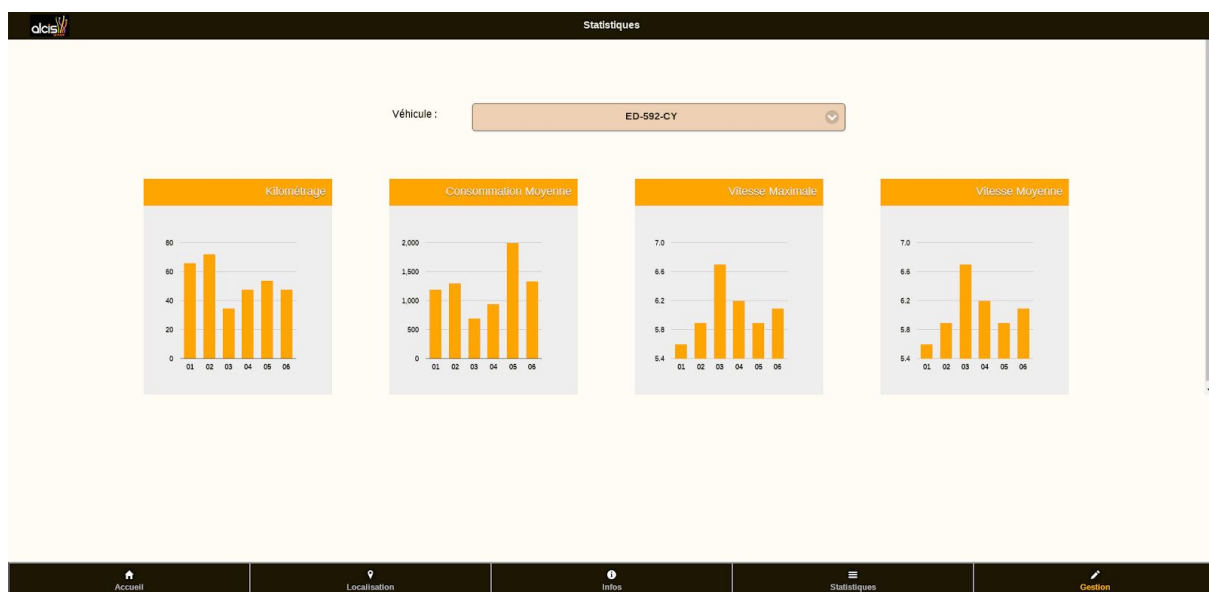 alcis
Statistiques
Véhicule :
ED-592-CY
Kilométrage
80
60
40
20
0
01 02 03 04 05 06
Consommation Moyenne
2,000
1,500
1,000
500
0
01 02 03 04 05 06
Vitesse Maximale
7.0
6.6
6.2
5.8
5.4
01 02 03 04 05 06
Vitesse Moyenne
7.0
6.6
6.2
5.8
5.4
01 02 03 04 05 06
Accueil
Localisation
Infos
Statistiques
Gestion